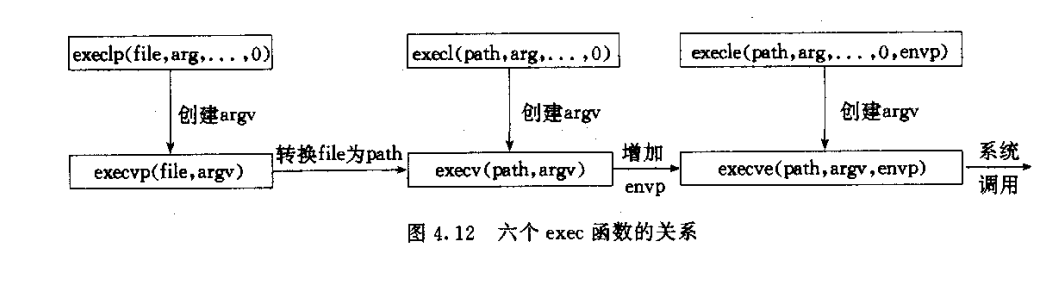 execlp(file,arg,...,0)
execl(path,arg,...,0)
execle(path,arg,...,0,envp)
创建argv
创建argv
创建argv
execvp(file,argv)
转换file为path
execv(path,argv)
增加
envp
execve(path,argv,envp)
系统
调用
图 4.12 六个 exec 函数的关系